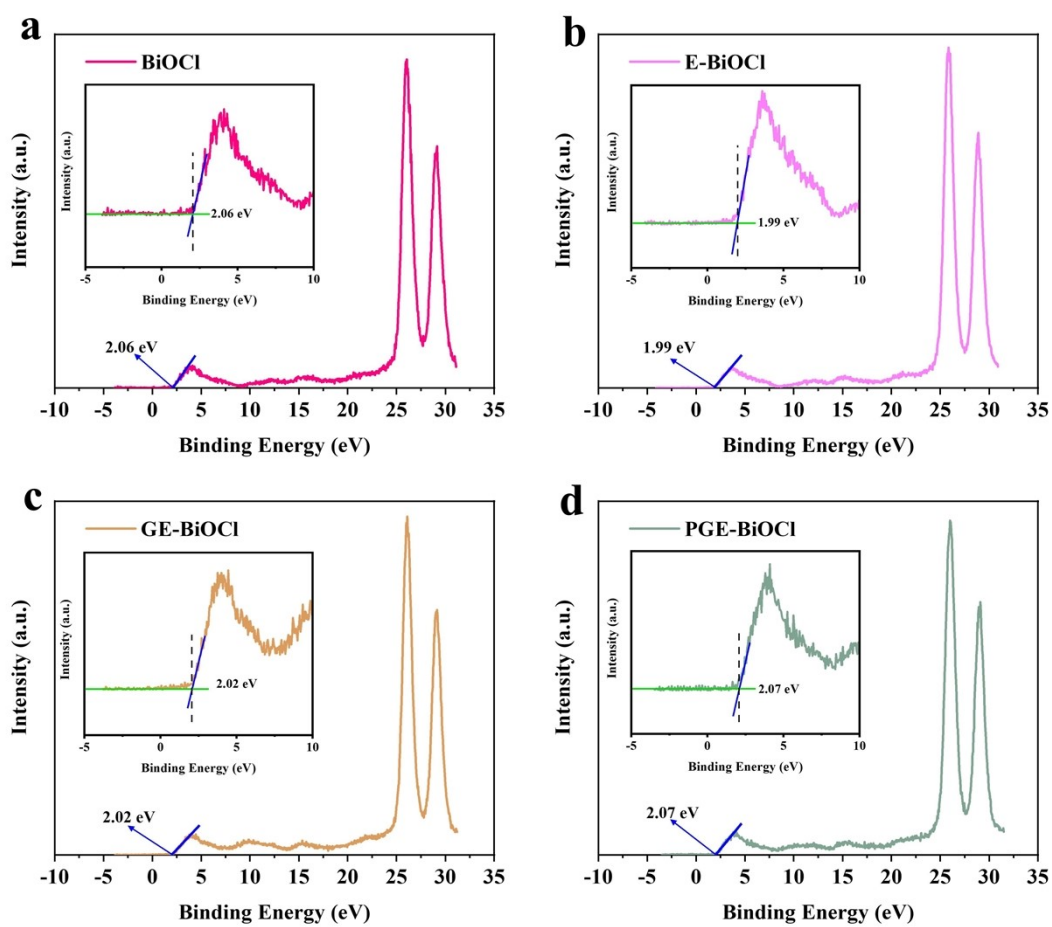 a
BiOCl
Intensity (a.u.)
Intensity (a.u.)
2.06 eV
-5 0 5 10
Binding Energy (eV)
2.06 eV
-10 -5 0 5 10 15 20 25 30 35
Binding Energy (eV)
b
E-BiOCl
Intensity (a.u.)
Intensity (a.u.)
1.99 eV
-5 0 5 10
Binding Energy (eV)
1.99 eV
-10 -5 0 5 10 15 20 25 30 35
Binding Energy (eV)
c
GE-BiOCl
Intensity (a.u.)
Intensity (a.u.)
2.02 eV
-5 0 5 10
Binding Energy (eV)
2.02 eV
-10 -5 0 5 10 15 20 25 30 35
Binding Energy (eV)
d
PGE-BiOCl
Intensity (a.u.)
Intensity (a.u.)
2.07 eV
-5 0 5 10
Binding Energy (eV)
2.07 eV
-10 -5 0 5 10 15 20 25 30 35
Binding Energy (eV)